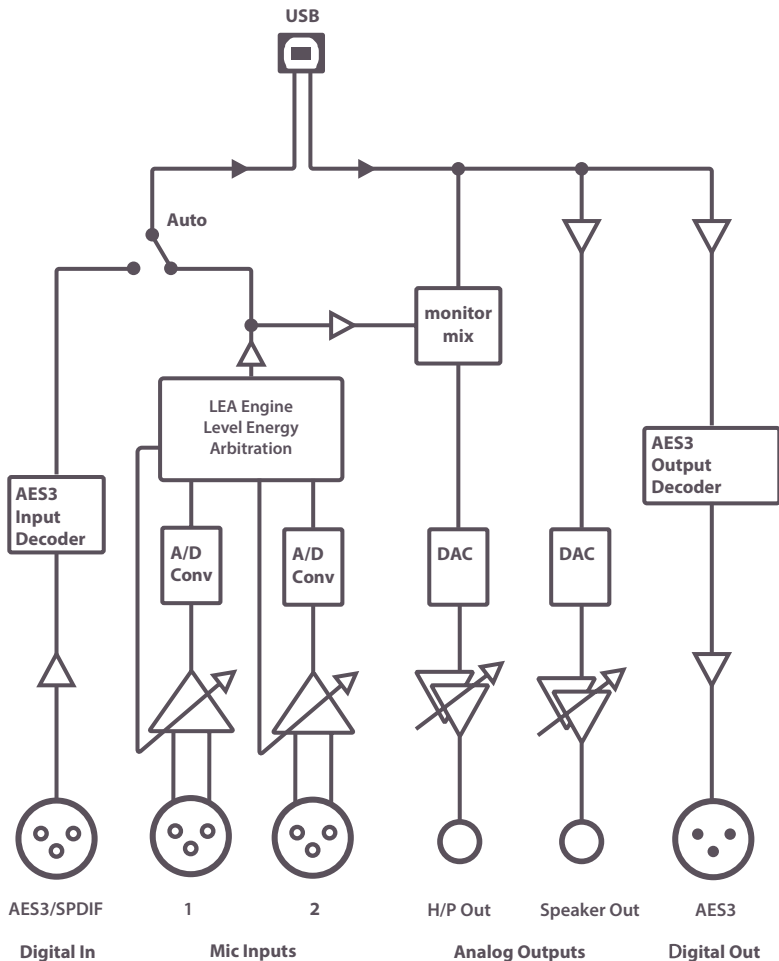 USB
Auto
monitor
mix
LEA Engine
Level Energy
Arbitration
AES3
Output
Decoder
AES3
Input
Decoder
A/D
Conv
A/D
Conv
DAC
DAC
AES3/SPDIF
1
2
H/P Out
Speaker Out
AES3
Digital In
Mic Inputs
Analog Outputs
Digital Out